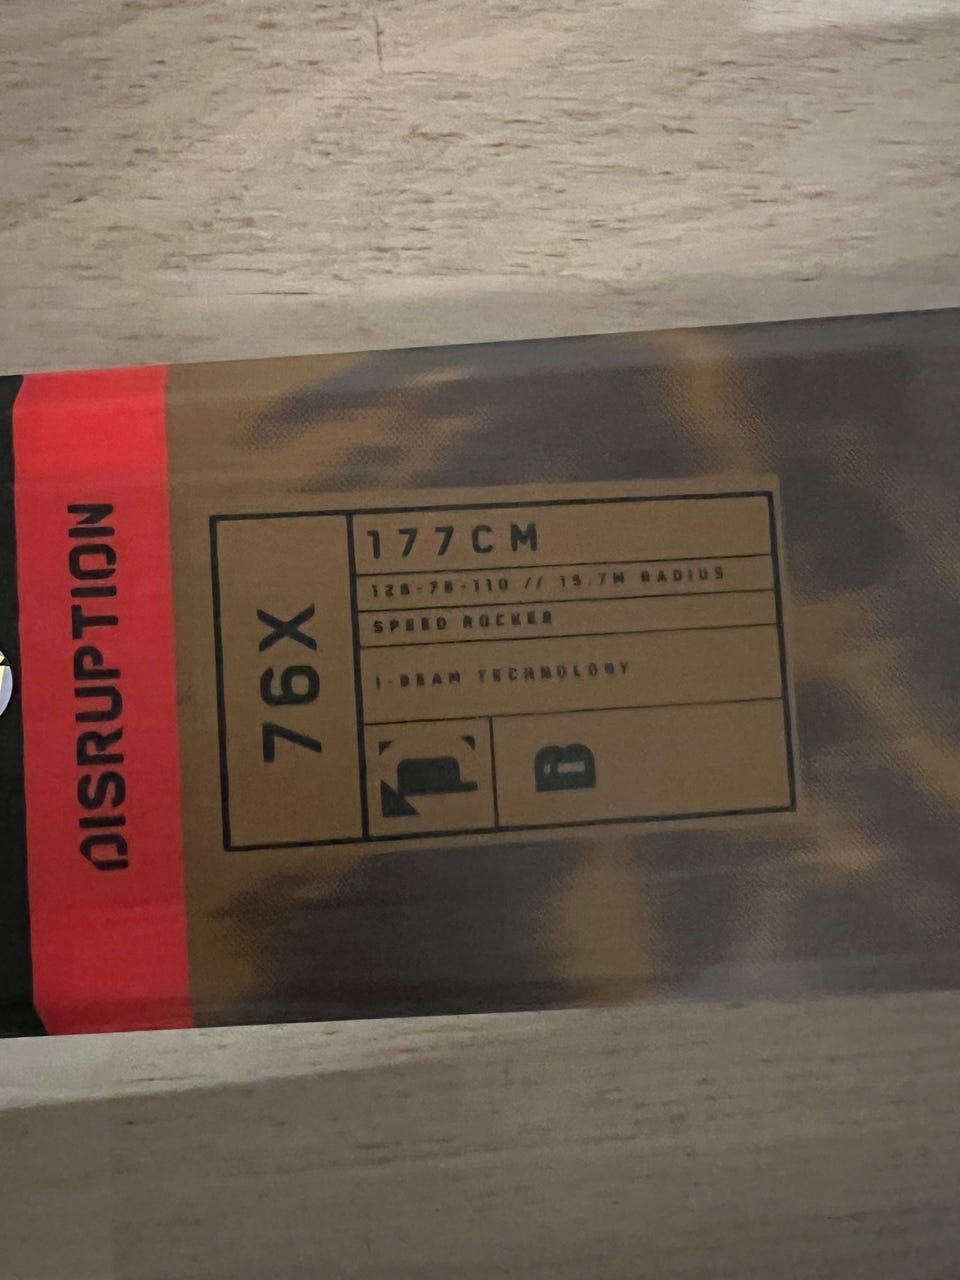 DISRUPTION
76X
177CM
128-76-110 // 15.7M RADIUS
SPEED ROCKER
I-BEAM TECHNOLOGY
P
B